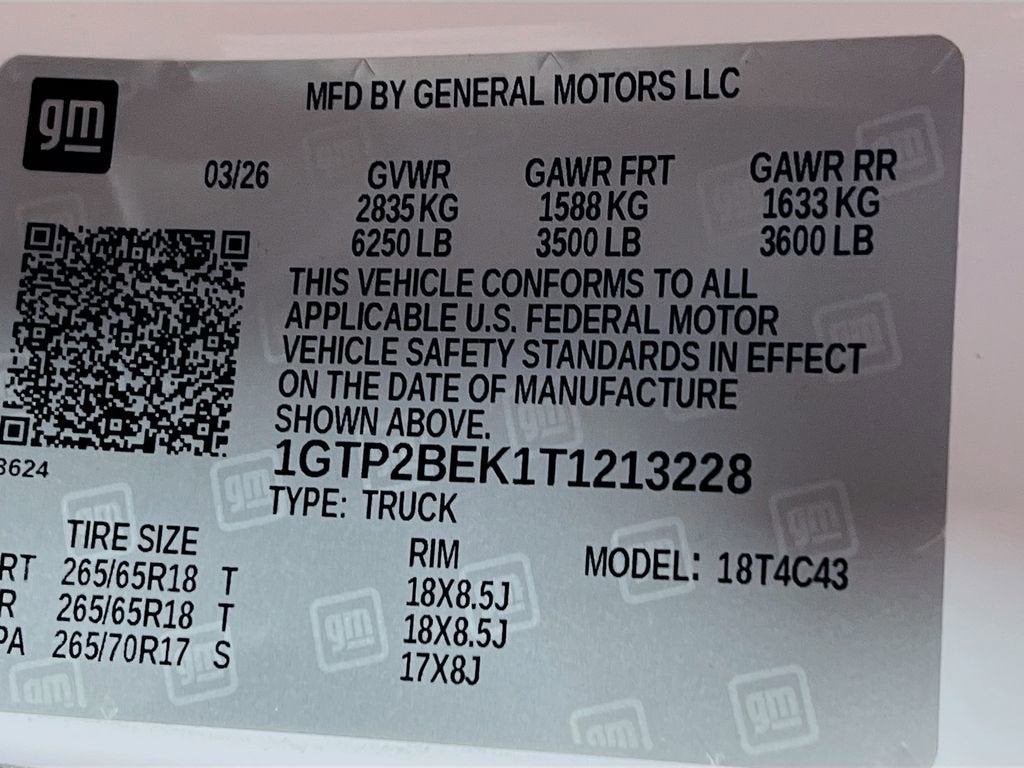 gm
MFD BY GENERAL MOTORS LLC
03/26 GVWR GAWR FRT GAWR RR
2835 KG 1588 KG 1633 KG
6250 LB 3500 LB 3600 LB
THIS VEHICLE CONFORMS TO ALL
APPLICABLE U.S. FEDERAL MOTOR
VEHICLE SAFETY STANDARDS IN EFFECT
ON THE DATE OF MANUFACTURE
SHOWN ABOVE.
3624
1GTP2BEK1T1213228
TYPE: TRUCK
TIRE SIZE RIM MODEL: 18T4C43
RT 265/65R18 T 18X8.5J
R 265/65R18 T 18X8.5J
PA 265/70R17 S 17X8J